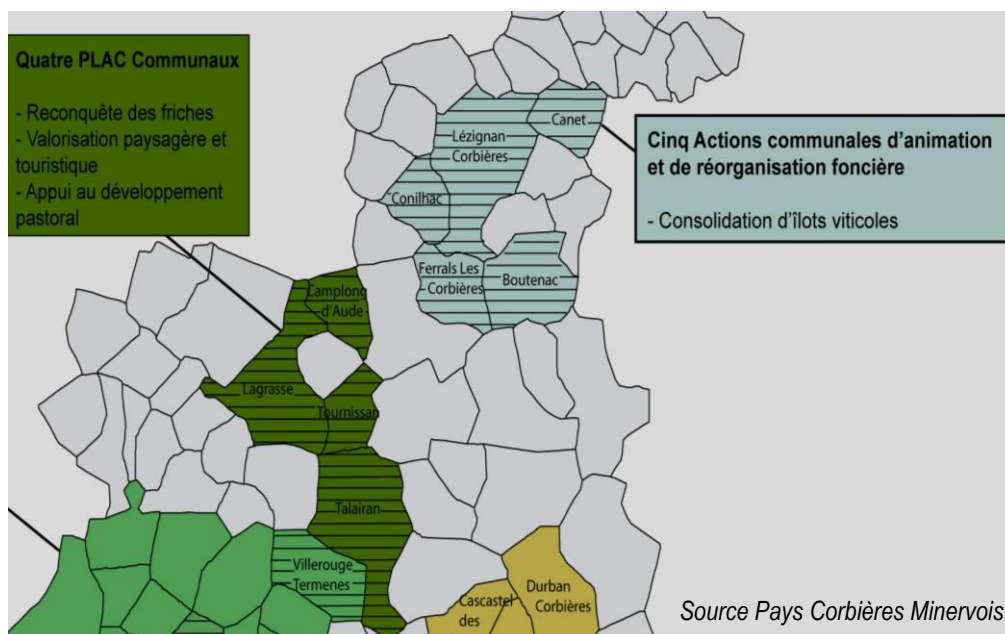 Quatre PLAC Communaux
- Reconquête des friches
- Valorisation paysagère et
touristique
- Appui au développement
pastoral
Cinq Actions communales d'animation
et de réorganisation foncière
- Consolidation d'îlots viticoles
Canet
Lézignan
Corbières
Conilhac
Ferrals Les
Corbières
Boutenac
Camplong
d'Aude
Lagrasse
Tournissan
Talairan
Villerouge
Termenes
Durban
Corbières
Cascastel
des
Source Pays Corbières Minervois